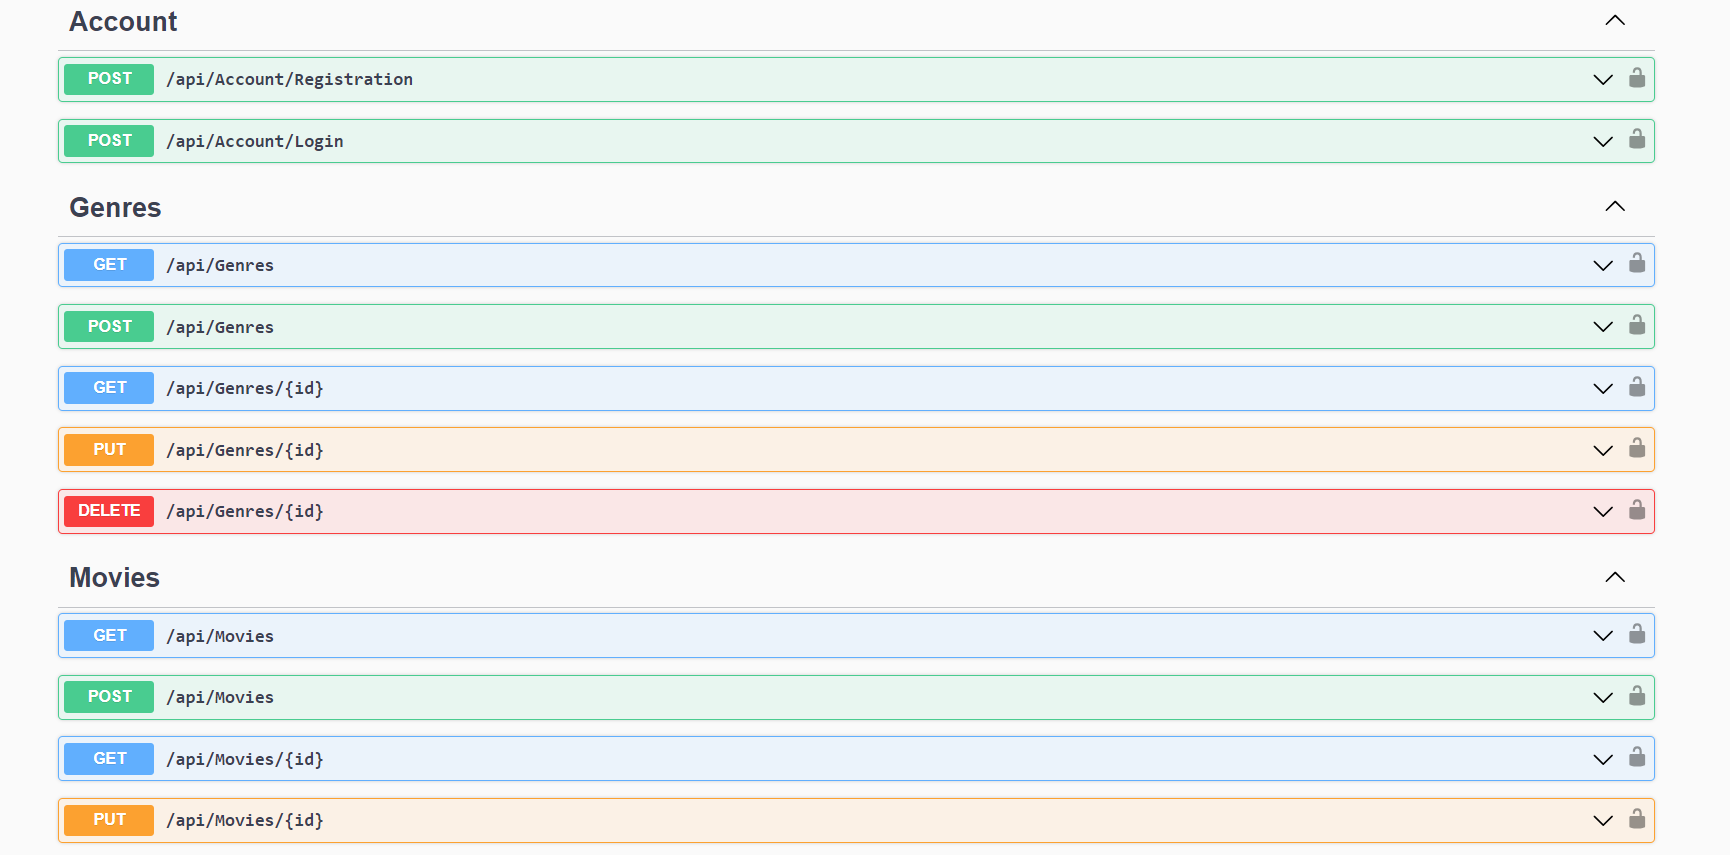 Account
POST /api/Account/Registration
POST /api/Account/Login
Genres
GET /api/Genres
POST /api/Genres
GET /api/Genres/{id}
PUT /api/Genres/{id}
DELETE /api/Genres/{id}
Movies
GET /api/Movies
POST /api/Movies
GET /api/Movies/{id}
PUT /api/Movies/{id}